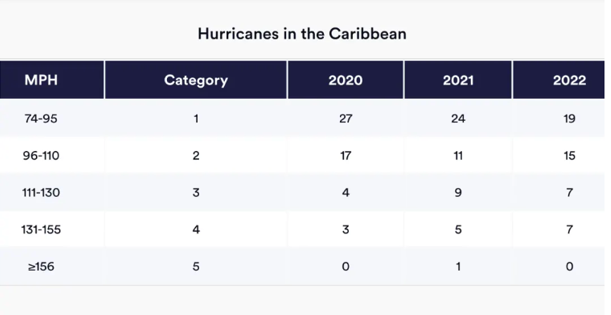 Hurricanes in the Caribbean
MPH Category 2020 2021 2022
74-95 1 27 24 19
96-110 2 17 11 15
111-130 3 4 9 7
131-155 4 3 5 7
≥156 5 0 1 0